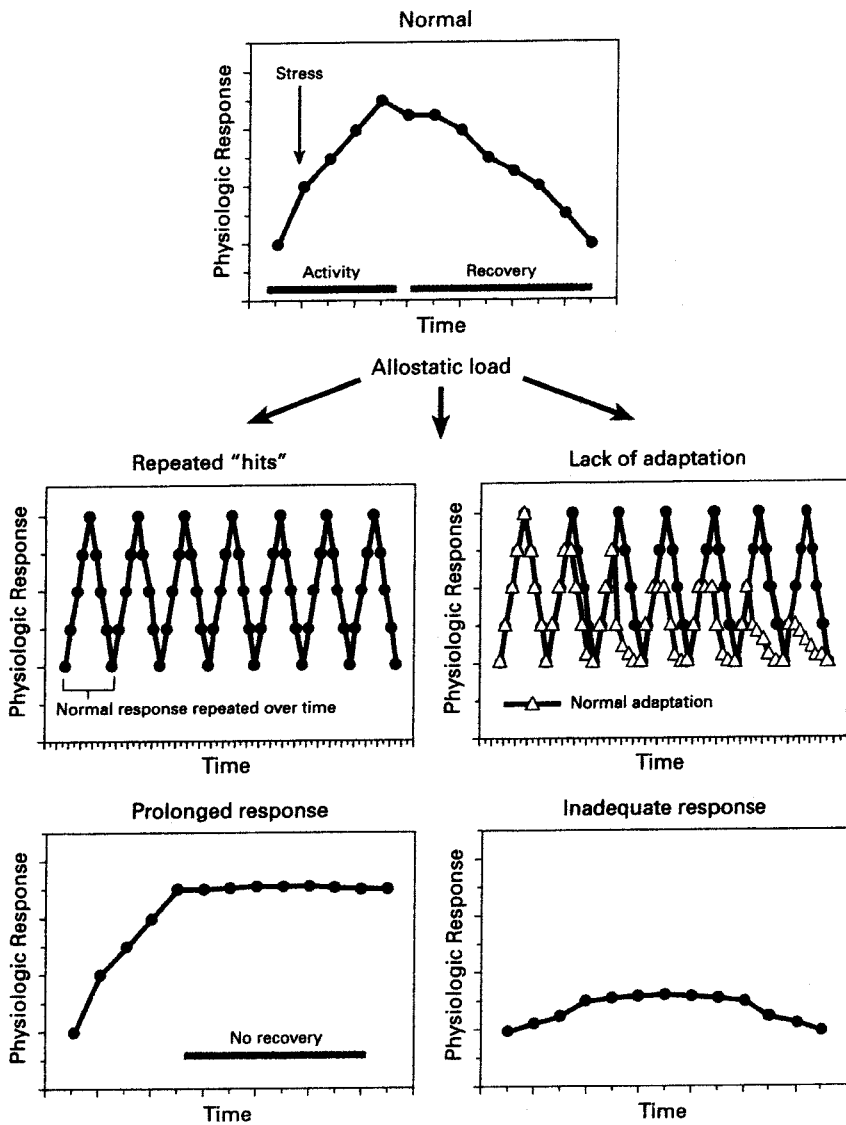 Normal
Stress
Physiologic Response
Activity
Recovery
Time
Allostatic load
Repeated "hits"
Physiologic Response
Normal response repeated over time
Time
Lack of adaptation
Physiologic Response
Normal adaptation
Time
Prolonged response
Physiologic Response
No recovery
Time
Inadequate response
Physiologic Response
Time